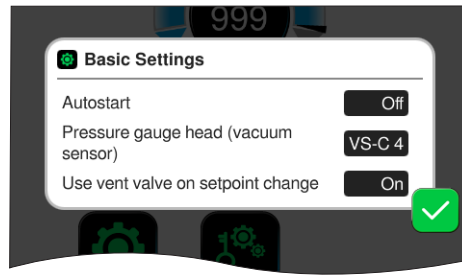 999
Basic Settings
Autostart Off
Pressure gauge head (vacuum
sensor) VS-C 4
Use vent valve on setpoint change On